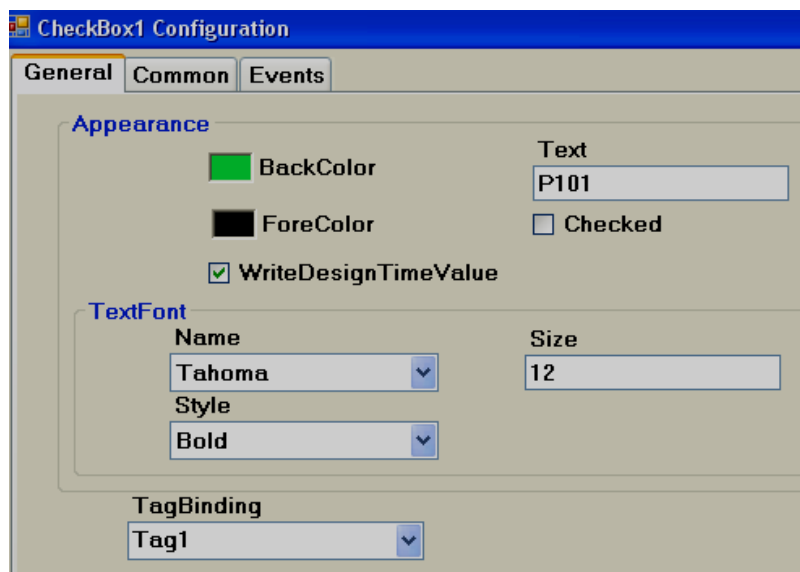 CheckBox1 Configuration
General Common Events
Appearance
BackColor
Text
P101
ForeColor
Checked
WriteDesignTimeValue
TextFont
Name
Size
Tahoma
12
Style
Bold
TagBinding
Tag1